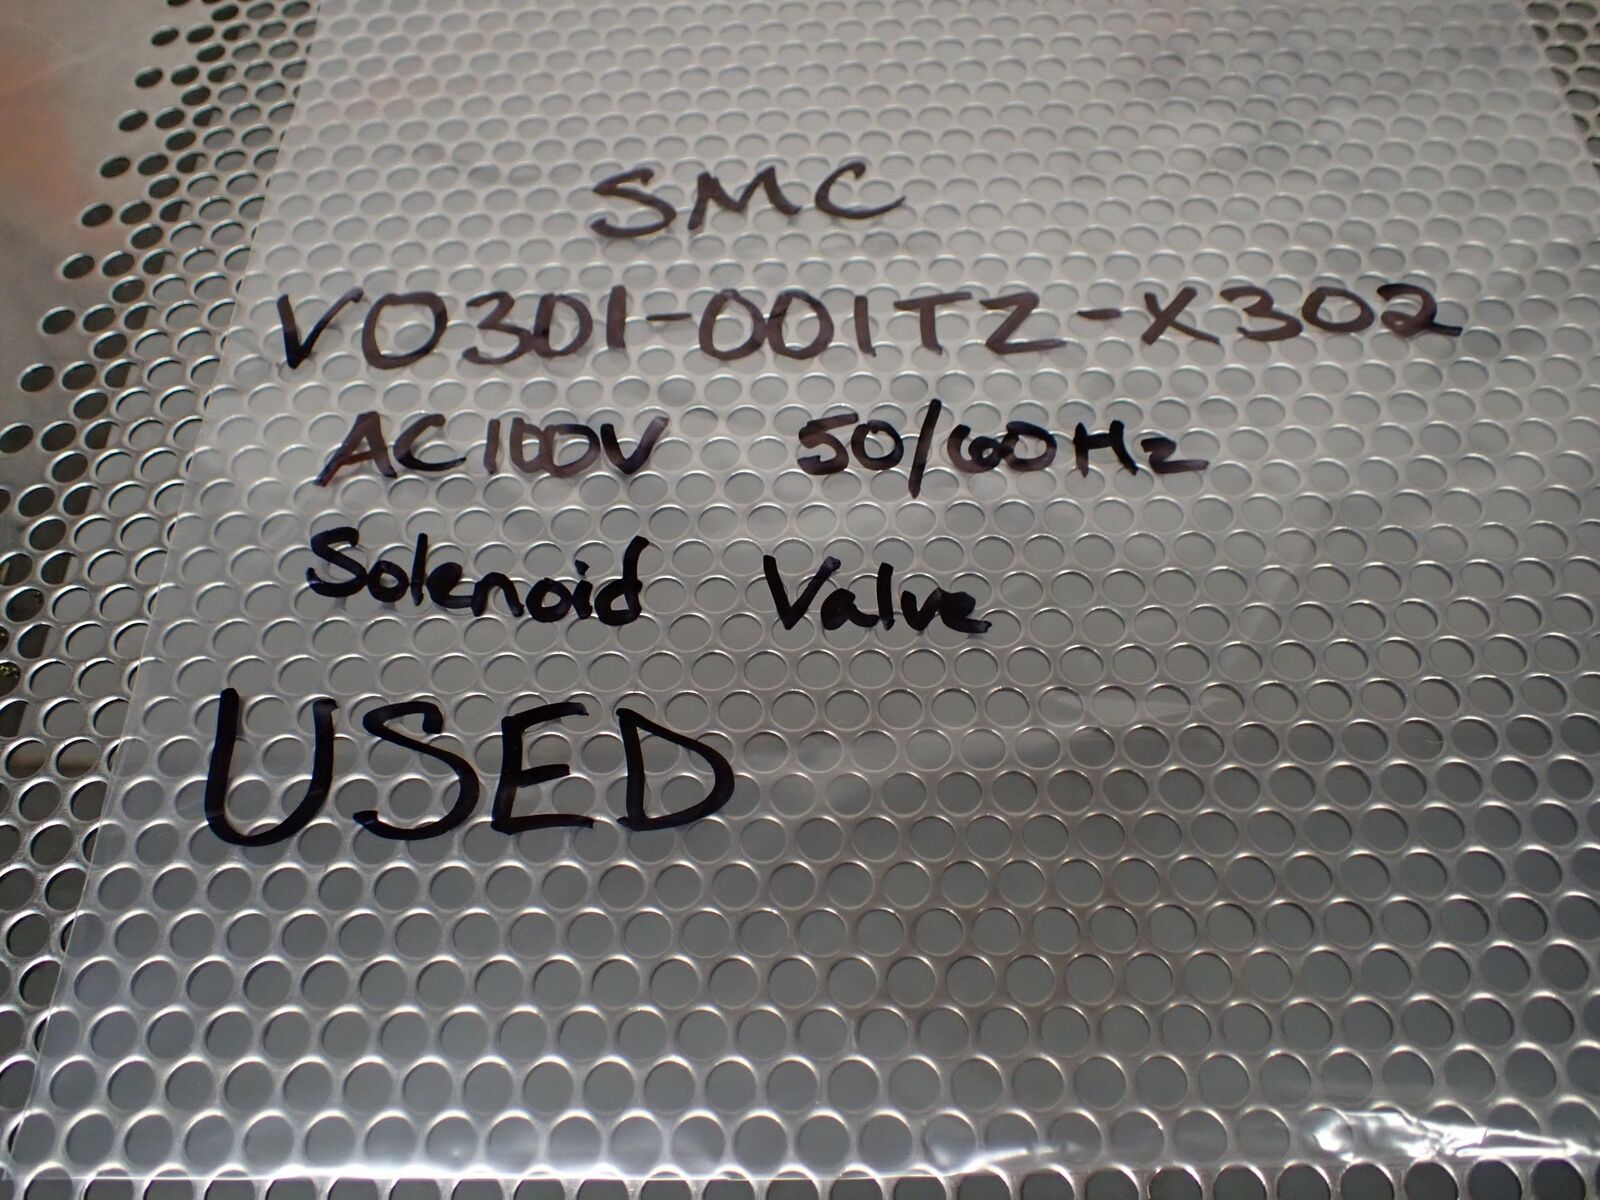 SMC
VO301-001TZ-X302
AC100V 50/60Hz
Solenoid Valve
USED